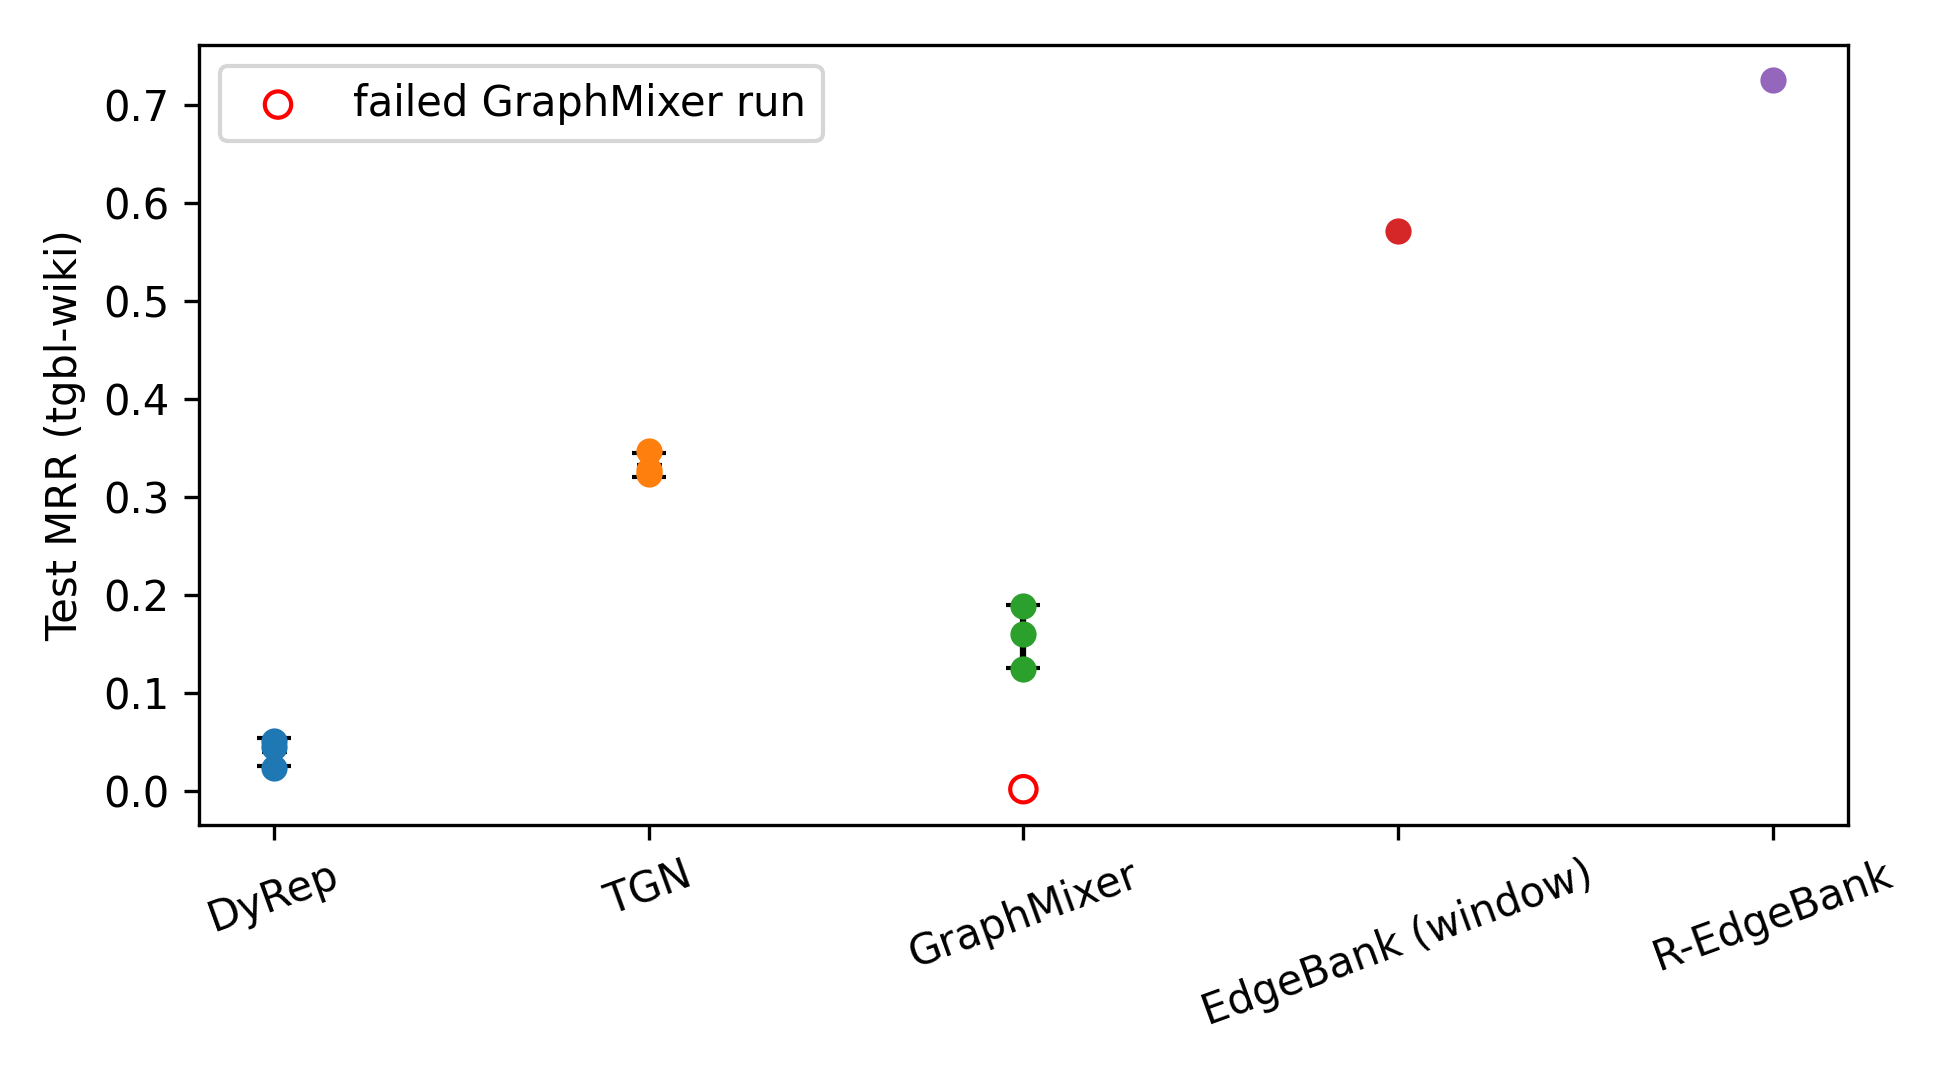 failed GraphMixer run
Test MRR (tgbl-wiki)
0.7
0.6
0.5
0.4
0.3
0.2
0.1
0.0
DyRep
TGN
GraphMixer
EdgeBank (window)
R-EdgeBank